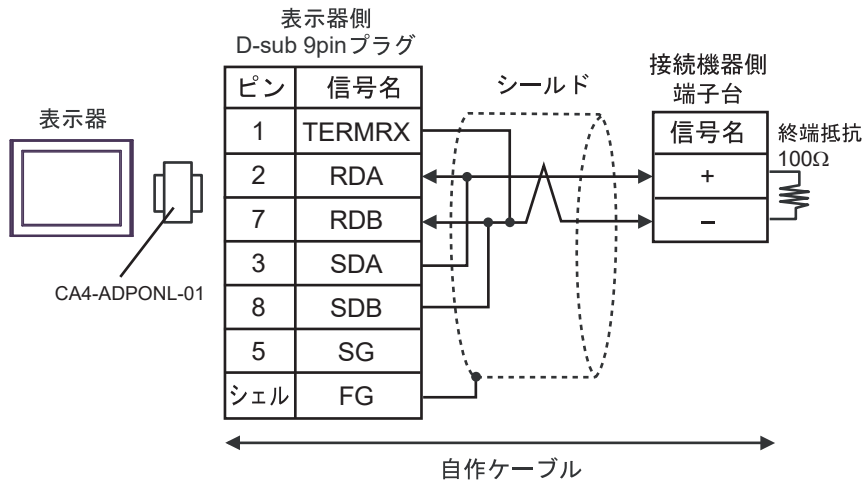 表示器側
D-sub 9pinプラグ
ピン 信号名
1 TERMRX
2 RDA
7 RDB
3 SDA
8 SDB
5 SG
シェル FG
シールド
接続機器側
端子台
信号名
+
–
終端抵抗
100Ω
表示器
CA4-ADPONL-01
自作ケーブル